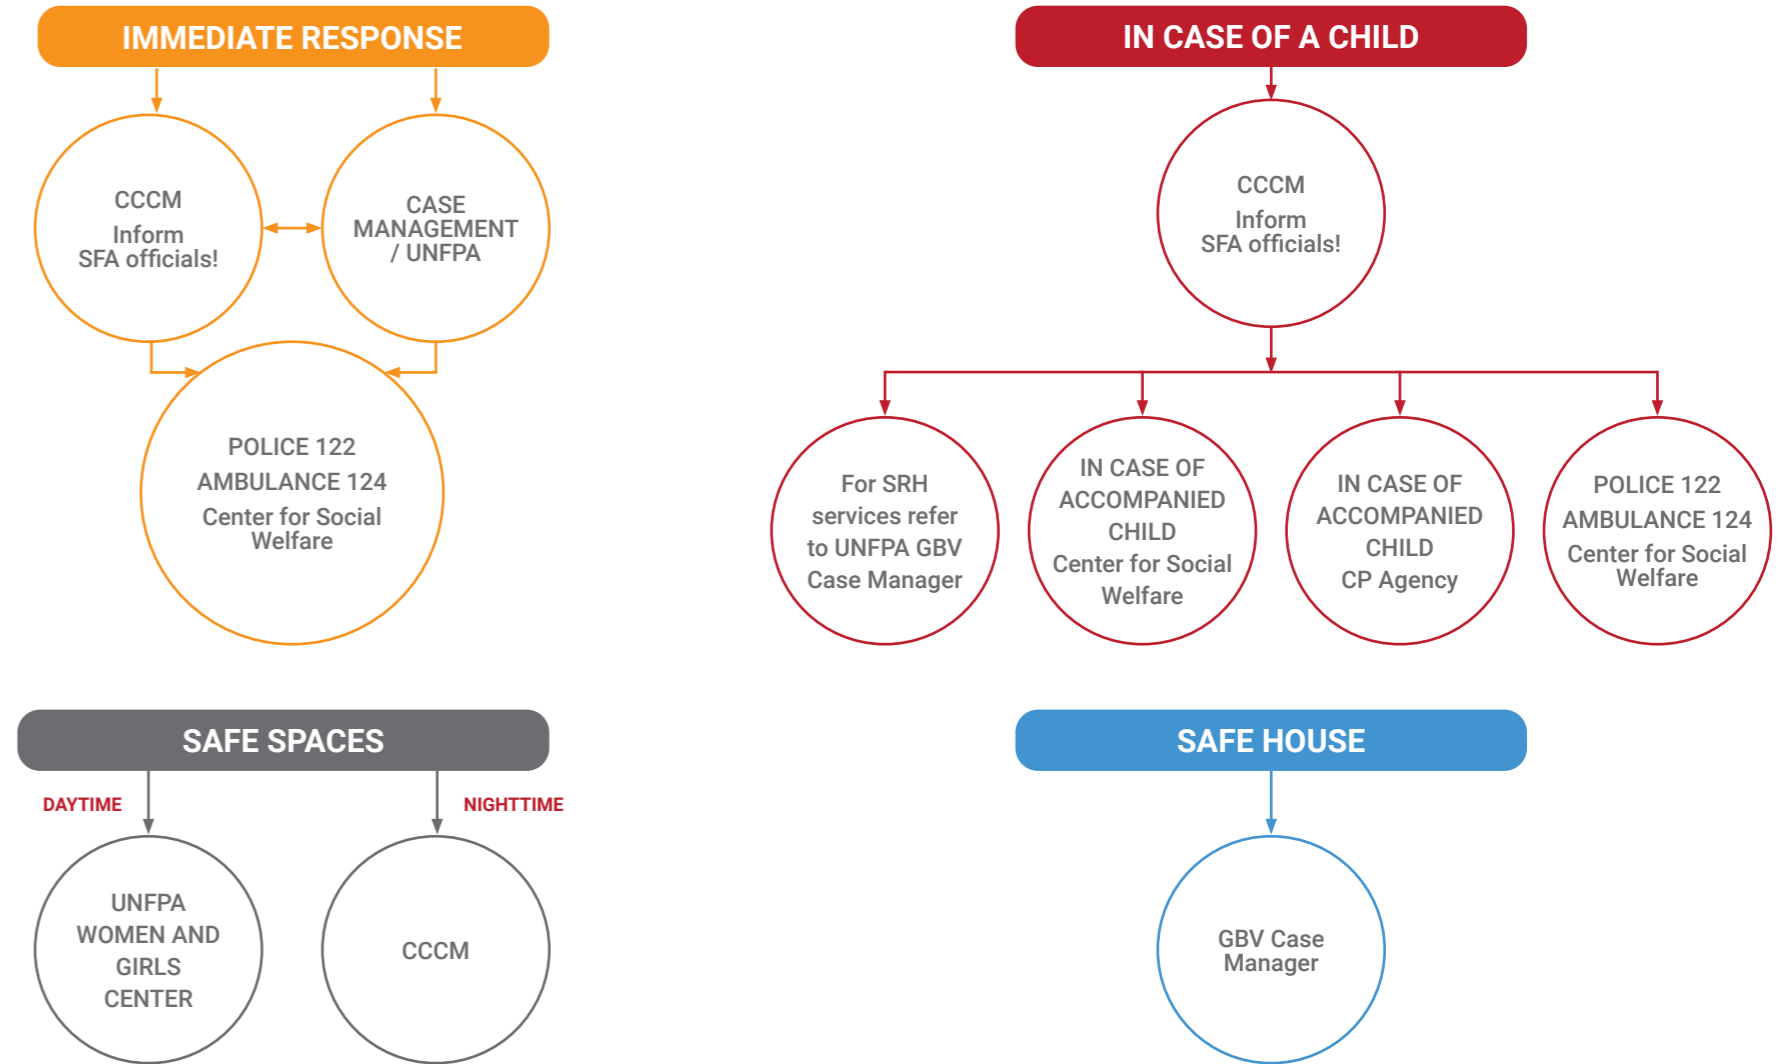 IMMEDIATE RESPONSE
CCCM
Inform
SFA officials!
CASE
MANAGEMENT
/ UNFPA
POLICE 122
AMBULANCE 124
Center for Social
Welfare
IN CASE OF A CHILD
CCCM
Inform
SFA officials!
For SRH
services refer
to UNFPA GBV
Case Manager
IN CASE OF
ACCOMPANIED
CHILD
Center for Social
Welfare
IN CASE OF
ACCOMPANIED
CHILD
CP Agency
POLICE 122
AMBULANCE 124
Center for Social
Welfare
SAFE SPACES
DAYTIME
NIGHTTIME
UNFPA
WOMEN AND
GIRLS
CENTER
CCCM
SAFE HOUSE
GBV Case
Manager